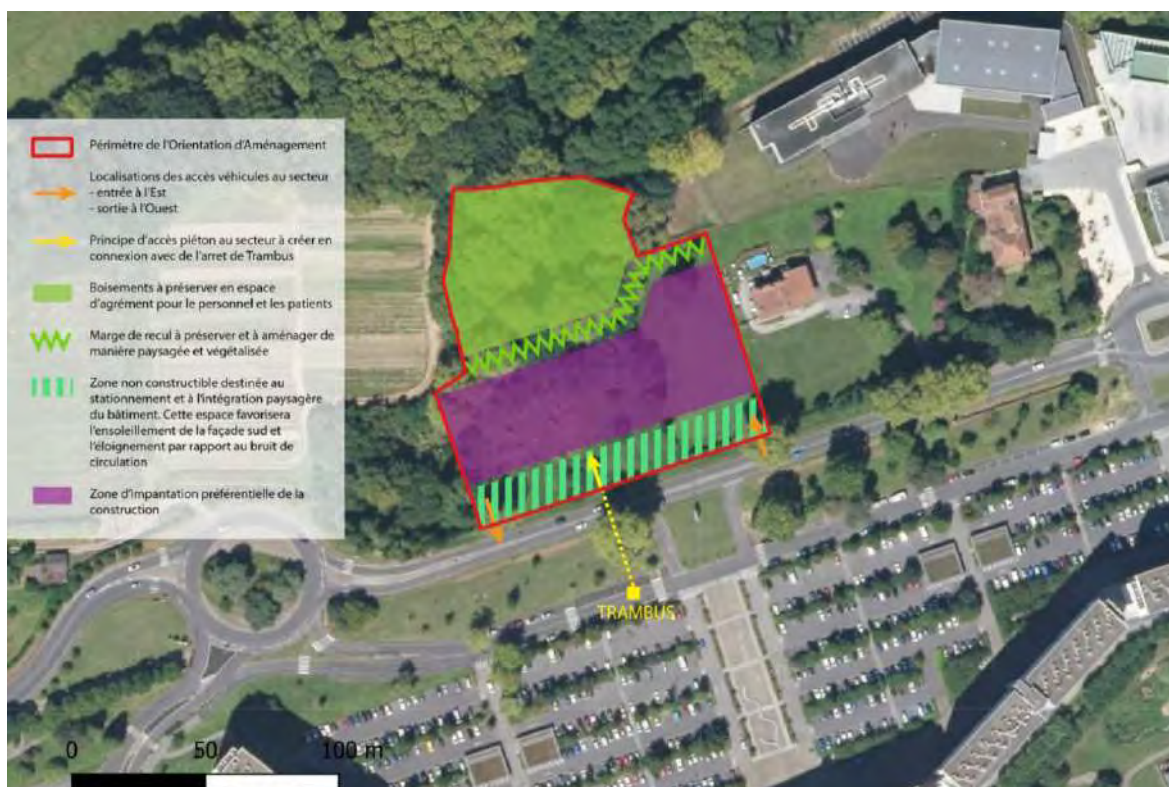 Périmètre de l'Orientation d'Aménagement
Localisations des accès véhicules au secteur
- entrée à l'Est
- sortie à l'Ouest
Principe d'accès piéton au secteur à créer en
connexion avec de l'arret de Trambus
Boisements à préserver en espace
d'agrément pour le personnel et les patients
Marge de recul à préserver et à aménager de
manière paysagée et végétalisée
Zone non constructible destinée au
stationnement et à l'intégration paysagère
du bâtiment. Cette espace favorisera
l'ensoleillement de la façade sud et
l'éloignement par rapport au bruit de
circulation
Zone d'impantation préférentielle de la
construction
TRAMBUS
0 50 100 m